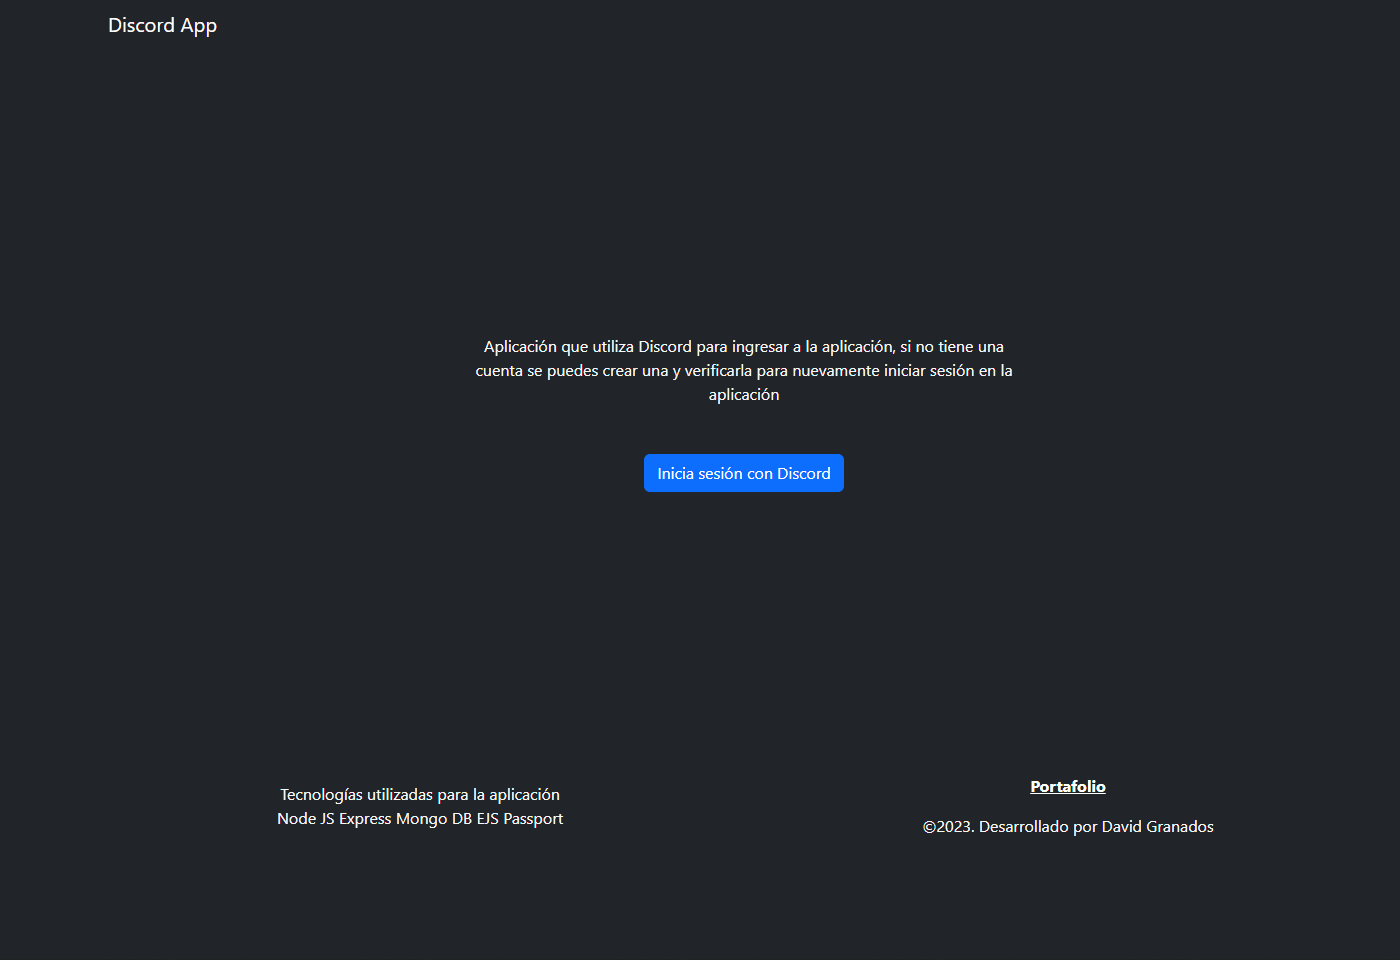 Discord App
Aplicación que utiliza Discord para ingresar a la aplicación, si no tiene una
cuenta se puedes crear una y verificarla para nuevamente iniciar sesión en la
aplicación
Inicia sesión con Discord
Tecnologías utilizadas para la aplicación
Node JS Express Mongo DB EJS Passport
Portafolio
©2023. Desarrollado por David Granados